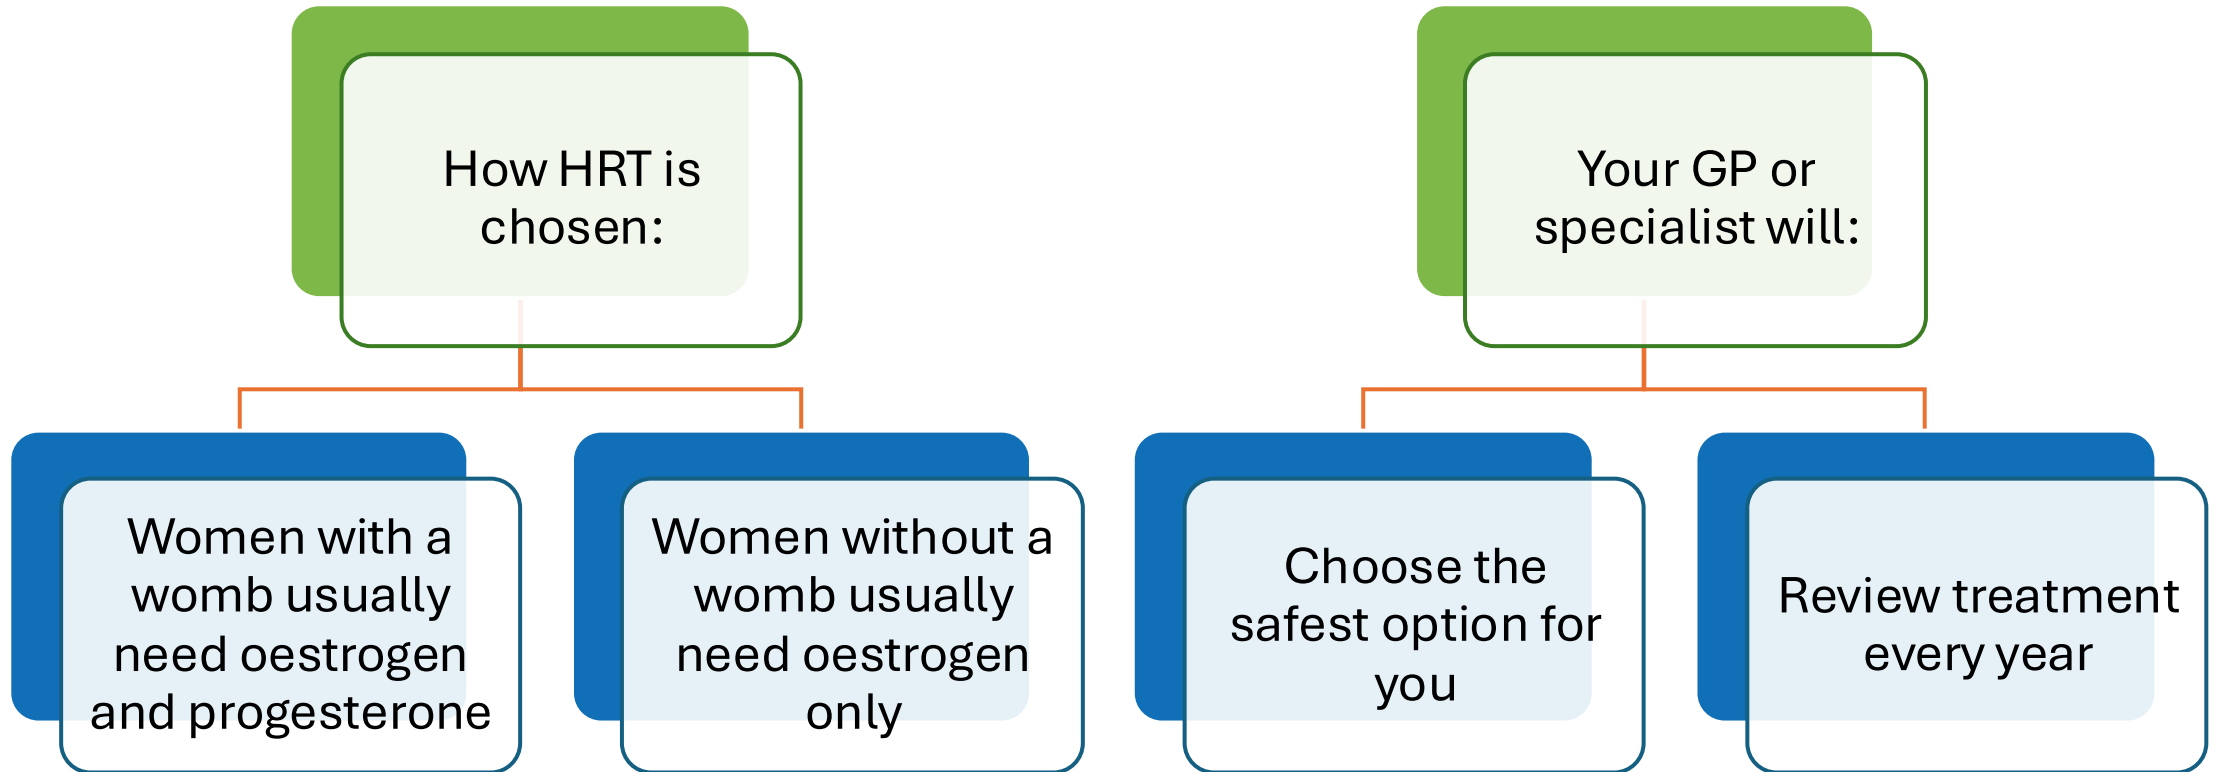 How HRT is
chosen:
Women with a
womb usually
need oestrogen
and progesterone
Women without a
womb usually
need oestrogen
only
Your GP or
specialist will:
Choose the
safest option for
you
Review treatment
every year